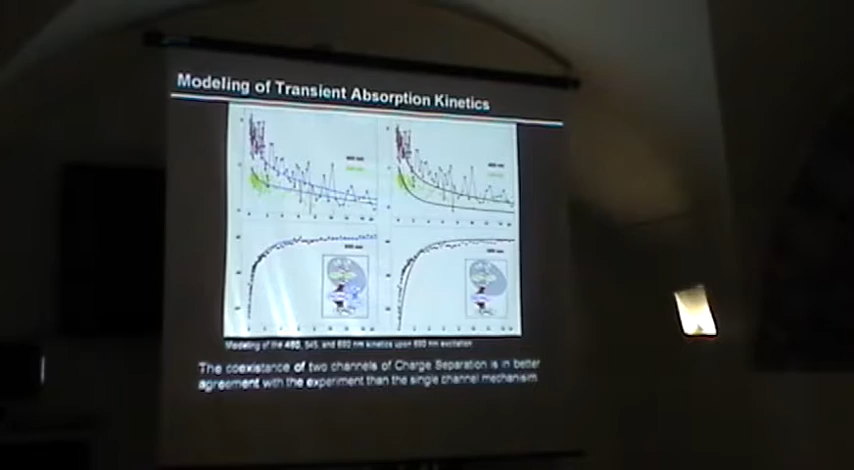 Modeling of Transient Absorption Kinetics
Modeling of the 460, 545, and 680 nm kinetics upon 680 nm excitation
The coexistance of two channels of Charge Separation is in better
agreement with the experiment than the single channel mechanism.